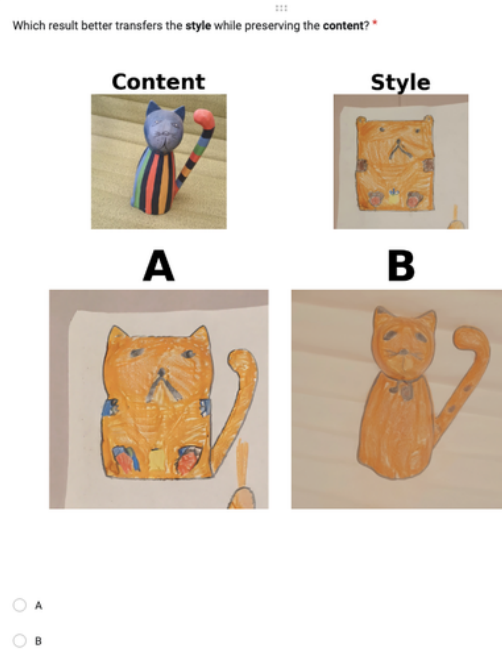 Which result better transfers the style while preserving the content? *
Content
Style
A
B
A
B